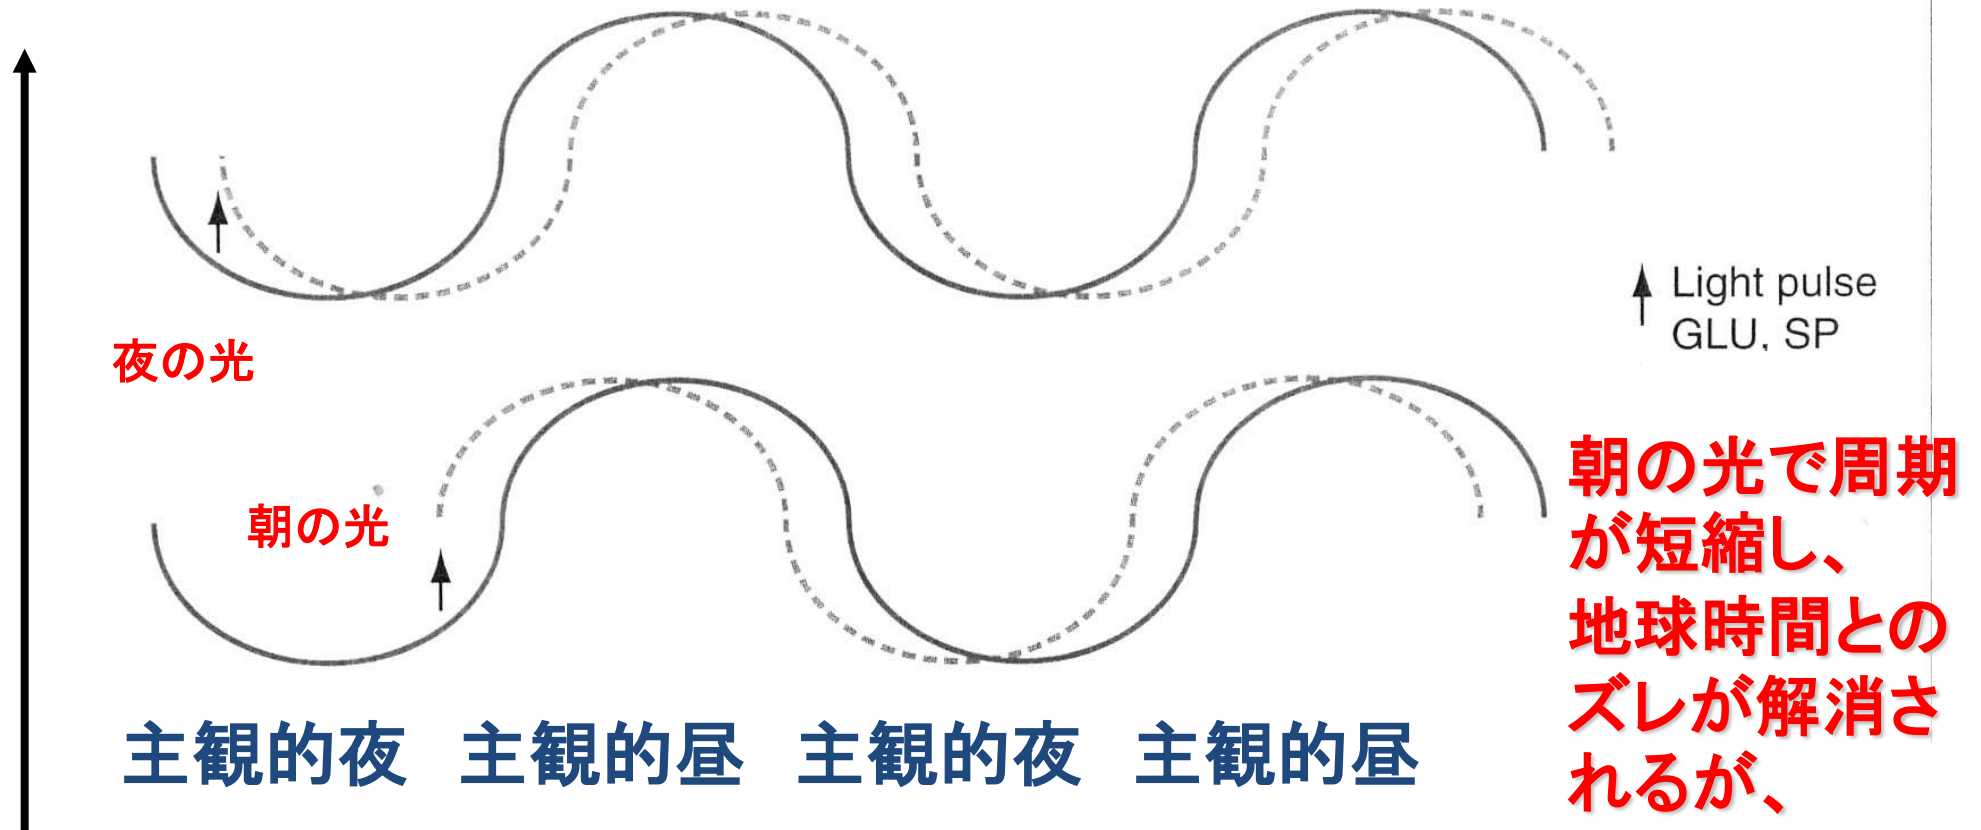 Light pulse
GLU, SP
夜の光
朝の光
朝の光で周期
が短縮し、
地球時間との
ズレが解消さ
れるが、
主観的夜 主観的昼 主観的夜 主観的昼